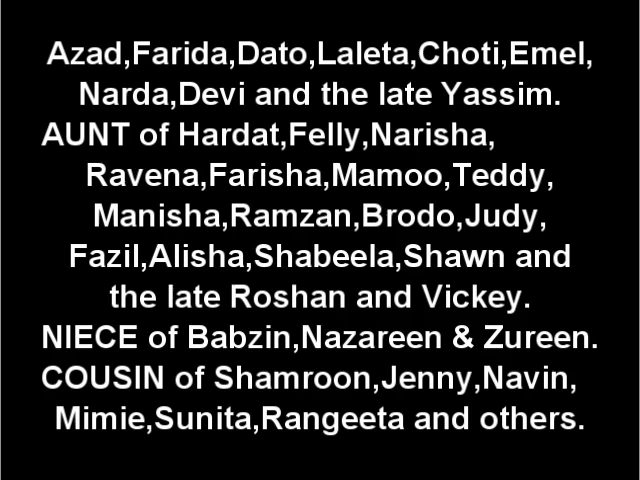 Azad,Farida,Dato,Laleta,Choti,Emel,
Narda,Devi and the late Yassim.
AUNT of Hardat,Felly,Narisha,
Ravena,Farisha,Mamoo,Teddy,
Manisha,Ramzan,Brodo,Judy,
Fazil,Alisha,Shabeela,Shawn and
the late Roshan and Vickey.
NIECE of Babzin,Nazareen & Zureen.
COUSIN of Shamroon,Jenny,Navin,
Mimie,Sunita,Rangeeta and others.